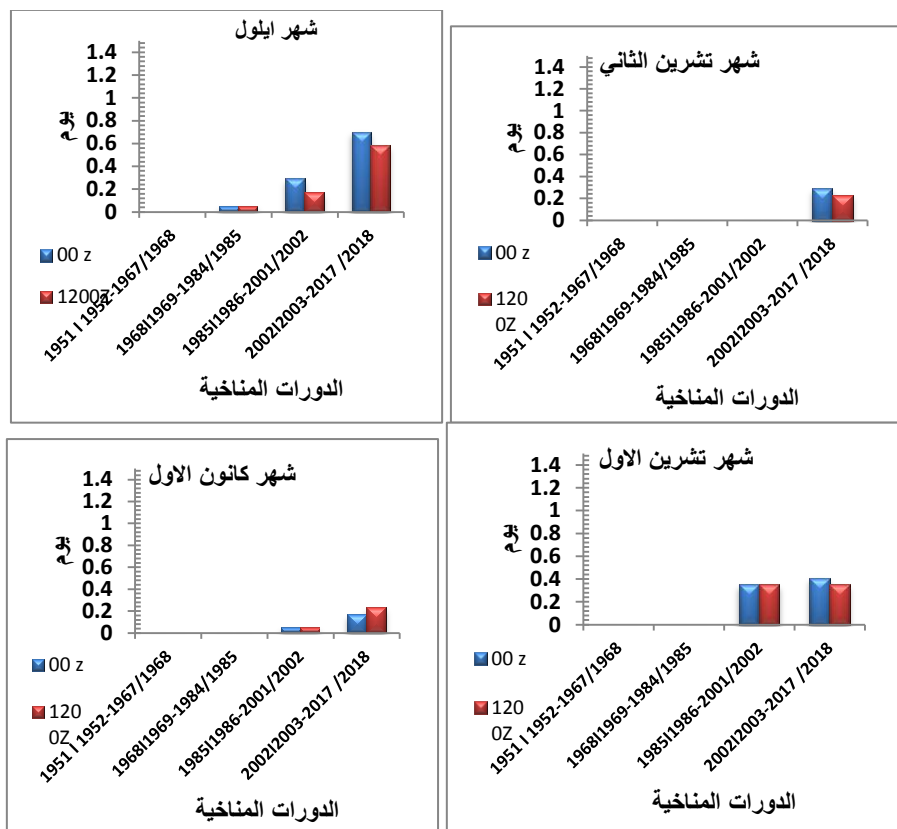 شهر ايلول
1.4
1.2
1
0.8
0.6
0.4
0.2
0
يوم
00 z
1200Z
1951 I 1952-1967/1968
1968I1969-1984/1985
1985I1986-2001/2002
2002I2003-2017 /2018
الدورات المناخية
شهر تشرين الثاني
1.4
1.2
1
0.8
0.6
0.4
0.2
0
يوم
00 z
120
0Z
1951 I 1952-1967/1968
1968I1969-1984/1985
1985I1986-2001/2002
2002I2003-2017 /2018
الدورات المناخية
شهر كانون الاول
1.4
1.2
1
0.8
0.6
0.4
0.2
0
يوم
00 z
120
0Z
1951 I 1952-1967/1968
1968I1969-1984/1985
1985I1986-2001/2002
2002I2003-2017 /2018
الدورات المناخية
شهر تشرين الاول
1.4
1.2
1
0.8
0.6
0.4
0.2
0
يوم
00 z
120
0Z
1951 I 1952-1967/1968
1968I1969-1984/1985
1985I1986-2001/2002
2002I2003-2017 /2018
الدورات المناخية